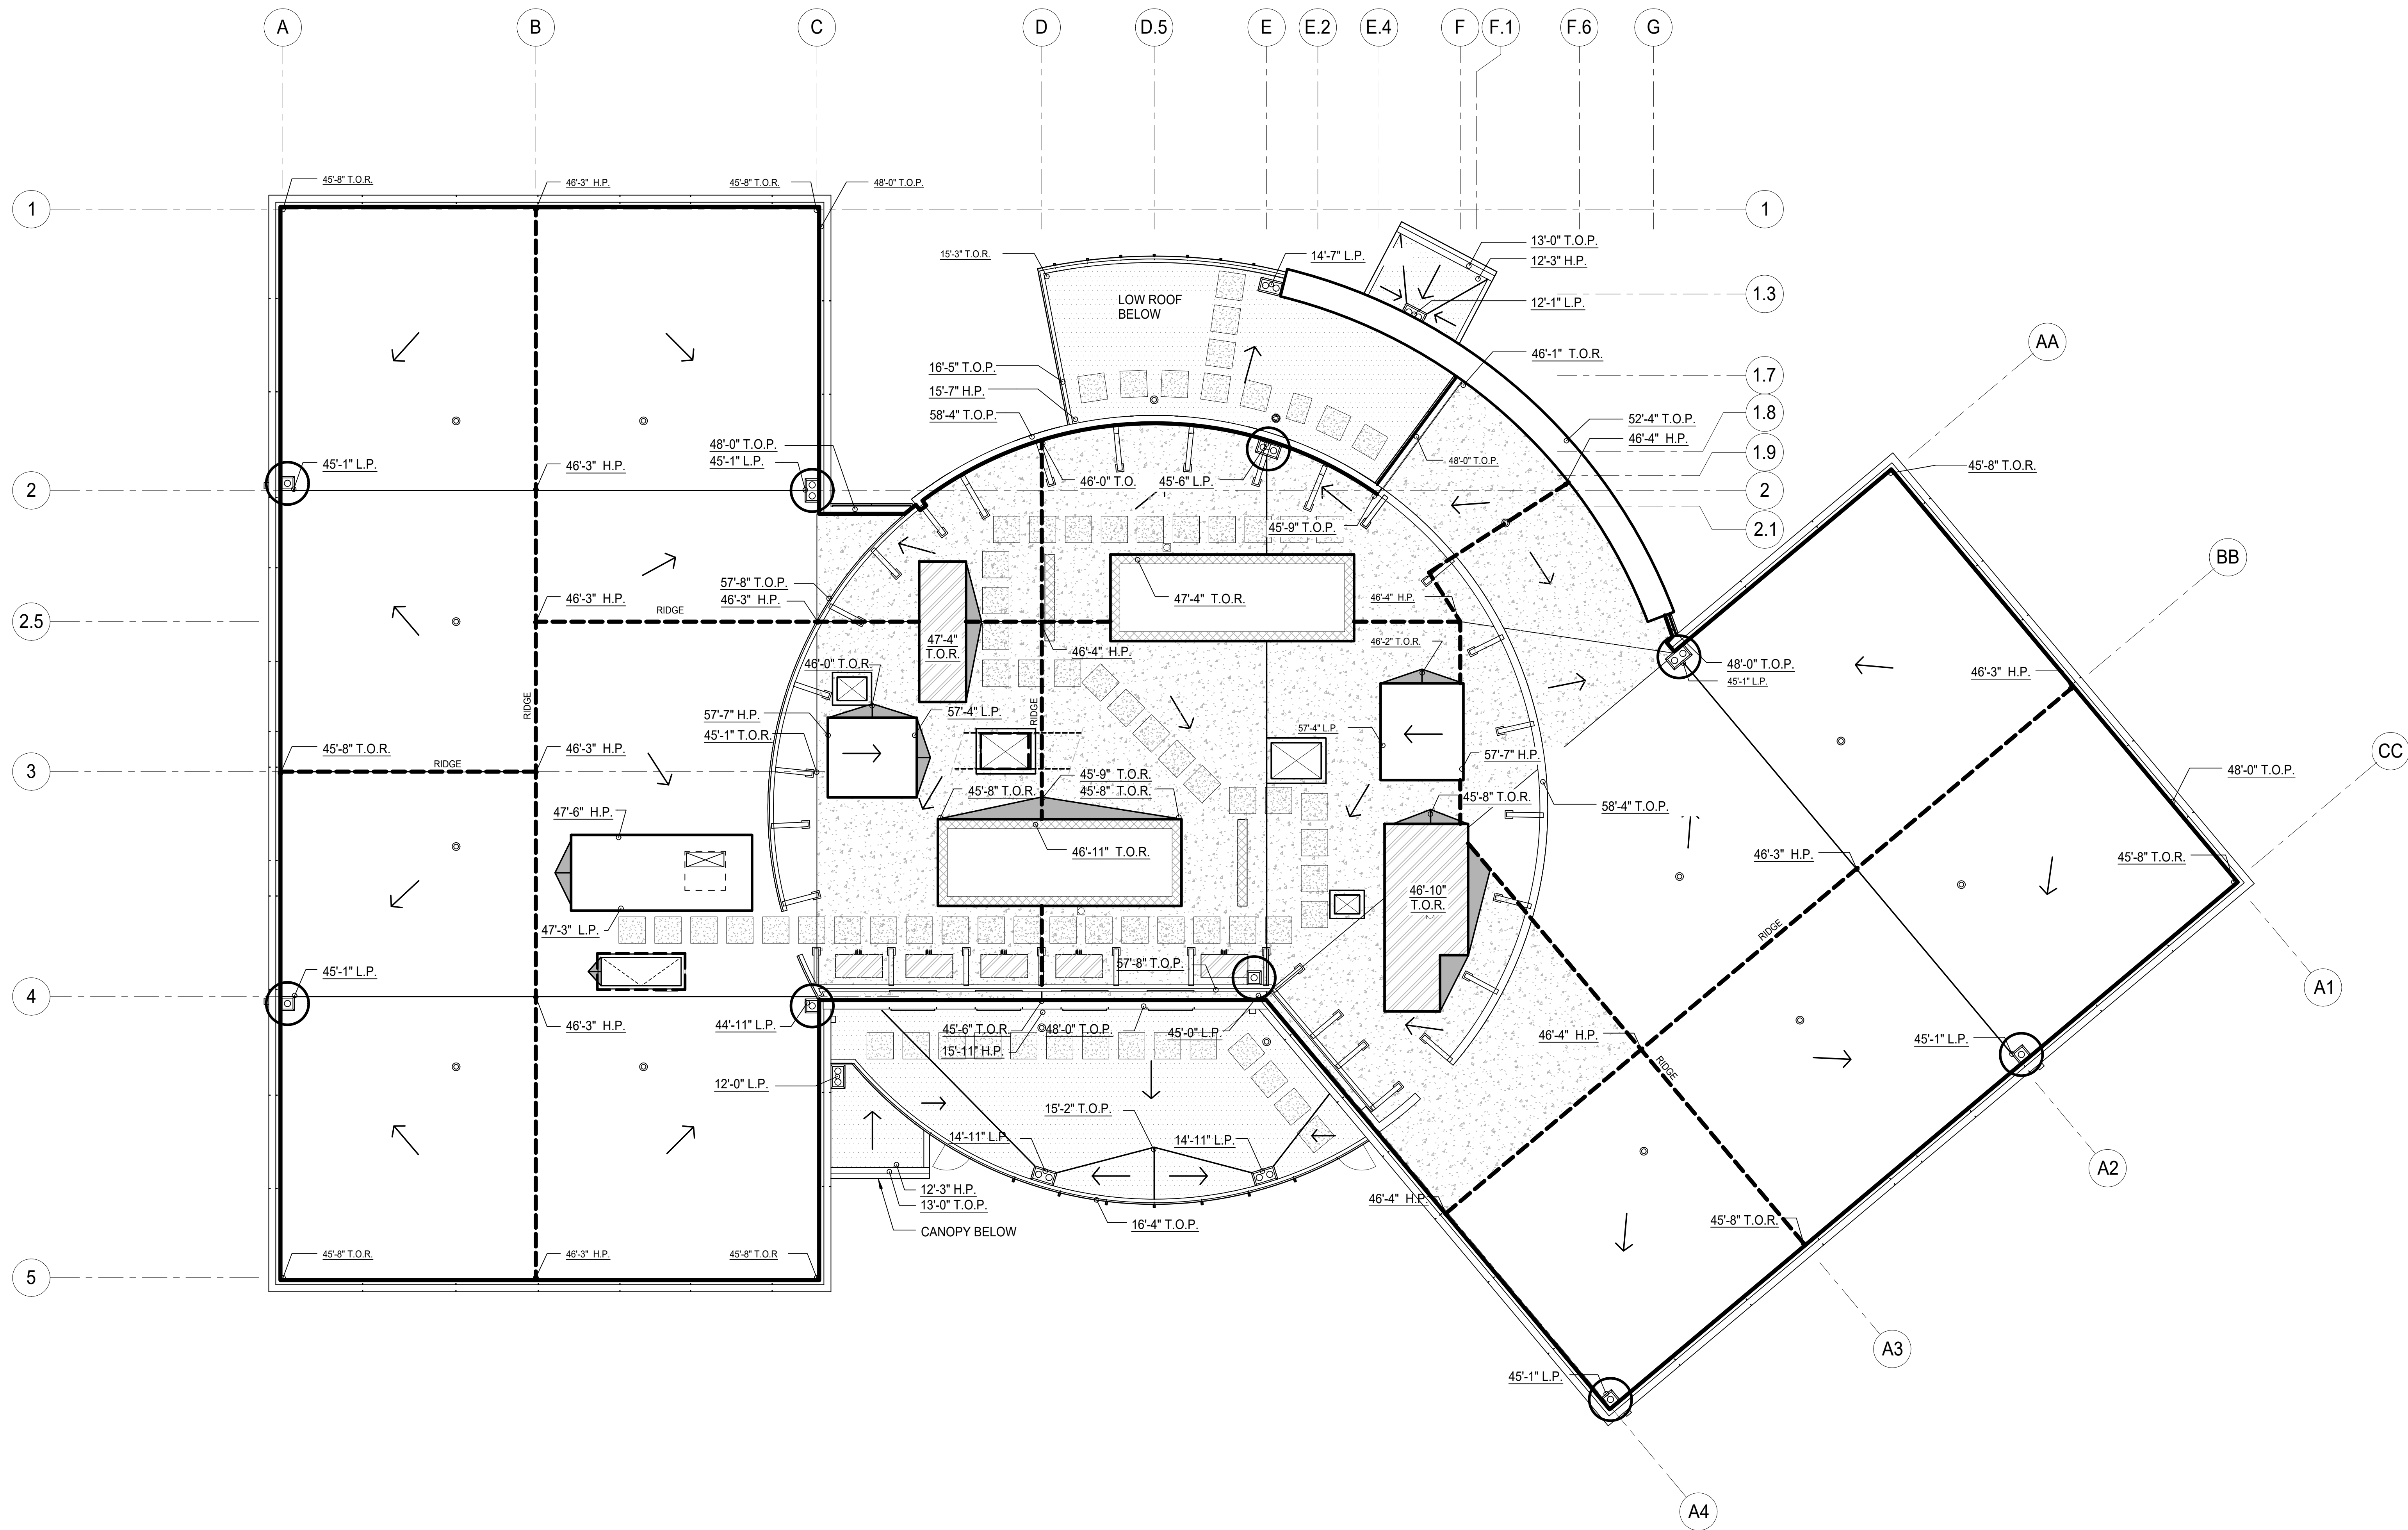 A
B
C
D
D.5
E
E.2
E.4
F
F.1
F.6
G
45'-8" T.O.R.
46'-3" H.P.
45'-8" T.O.R.
48'-0" T.O.P.
1
1
15'-3" T.O.R.
14'-7" L.P.
13'-0" T.O.P.
12'-3" H.P.
LOW ROOF
BELOW
12'-1" L.P.
1.3
AA
46'-1" T.O.R.
16'-5" T.O.P.
15'-7" H.P.
58'-4" T.O.P.
1.7
52'-4" T.O.P.
1.8
46'-4" H.P.
48'-0" T.O.P.
45'-1" L.P.
45'-1" L.P.
46'-3" H.P.
48'-0" T.O.P.
1.9
45'-8" T.O.R.
46'-0" T.O.
45'-6" L.P.
2
2
45'-9" T.O.P.
2.1
BB
57'-8" T.O.P.
46'-3" H.P.
46'-3" H.P.
RIDGE
47'-4" T.O.R.
46'-4" H.P.
2.5
47'-4"
T.O.R.
46'-4" H.P.
46'-2" T.O.R.
46'-0" T.O.R.
48'-0" T.O.P.
45'-1" L.P.
46'-3" H.P.
RIDGE
RIDGE
57'-7" H.P.
57'-4" L.P.
45'-1" T.O.R.
57'-4" L.P.
57'-7" H.P.
CC
45'-8" T.O.R.
46'-3" H.P.
RIDGE
3
45'-9" T.O.R.
45'-8" T.O.R.
45'-8" T.O.R.
45'-8" T.O.R.
58'-4" T.O.P.
48'-0" T.O.P.
47'-6" H.P.
46'-11" T.O.R.
46'-3" H.P.
45'-8" T.O.R.
46'-10"
T.O.R.
47'-3" L.P.
RIDGE
45'-1" L.P.
57'-8" T.O.P.
A1
4
46'-3" H.P.
44'-11" L.P.
45'-6" T.O.R.
48'-0" T.O.P.
45'-0" L.P.
15'-11" H.P.
46'-4" H.P.
45'-1" L.P.
RIDGE
12'-0" L.P.
15'-2" T.O.P.
14'-11" L.P.
14'-11" L.P.
A2
12'-3" H.P.
13'-0" T.O.P.
46'-4" H.P.
16'-4" T.O.P.
CANOPY BELOW
45'-8" T.O.R.
45'-8" T.O.R.
46'-3" H.P.
45'-8" T.O.R
5
A3
45'-1" L.P.
A4